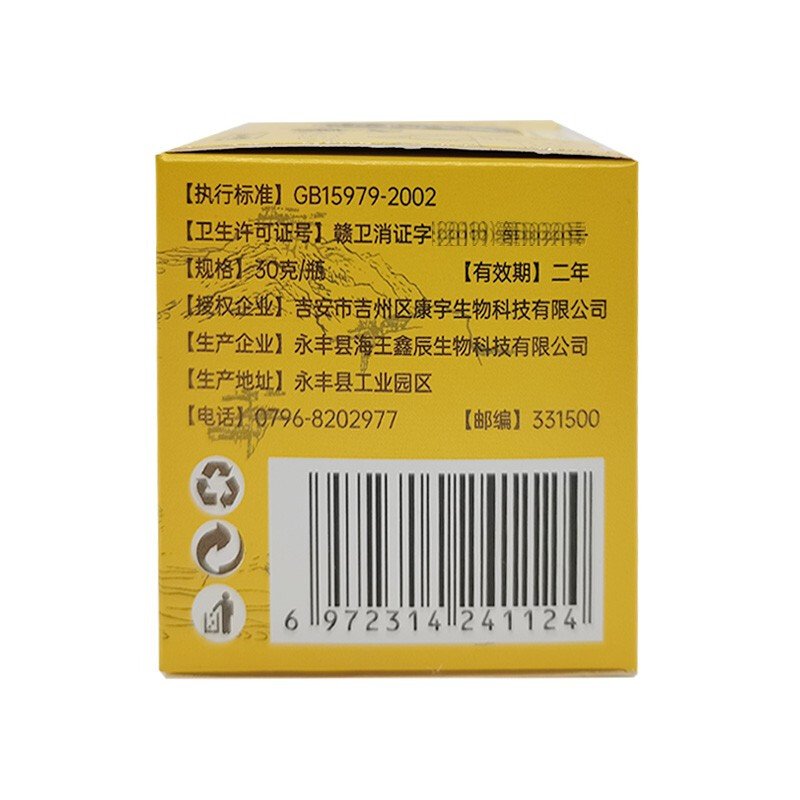 【执行标准】GB15979-2002
【卫生许可证号】赣卫消证字
【规格】30克/瓶 【有效期】二年
【授权企业】吉安市吉州区康宇生物科技有限公司
【生产企业】永丰县海王鑫辰生物科技有限公司
【生产地址】永丰县工业园区
【电话】0796-8202977 【邮编】331500
6 972314 241124